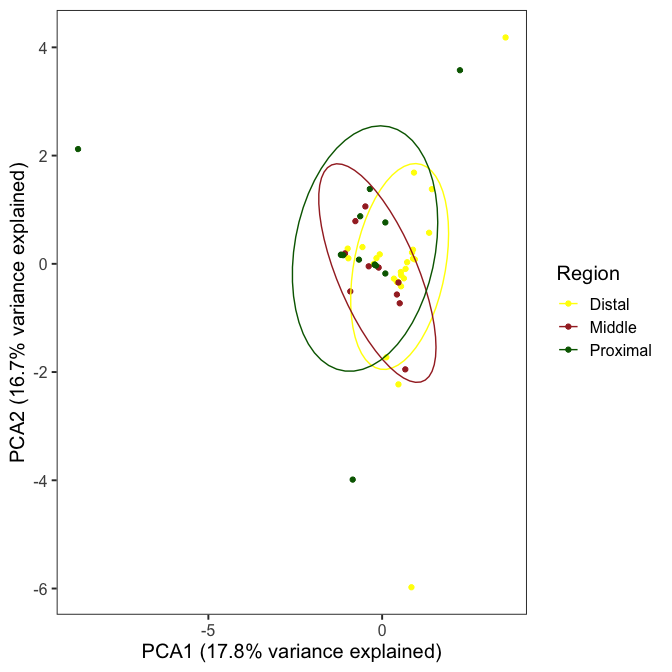 4
2
0
-2
-4
-6
-5
0
PCA1 (17.8% variance explained)
PCA2 (16.7% variance explained)
Region
Distal
Middle
Proximal